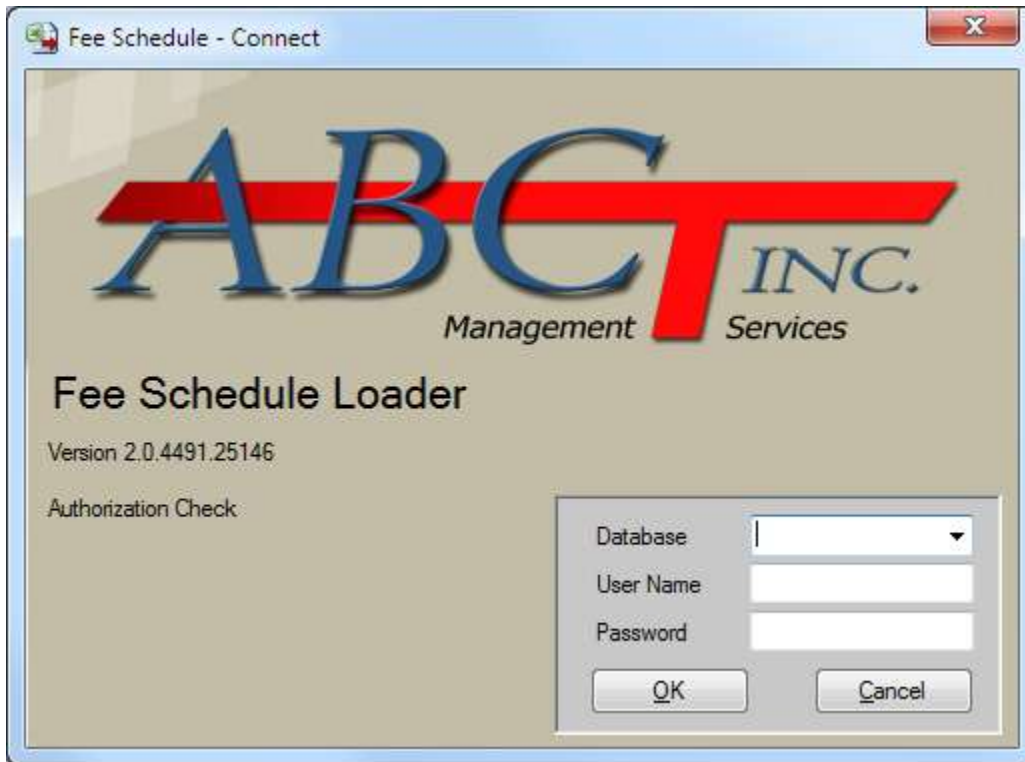 Fee Schedule - Connect
ABCT INC.
Management Services
Fee Schedule Loader
Version 2.0.4491.25146
Authorization Check
Database
User Name
Password
OK Cancel